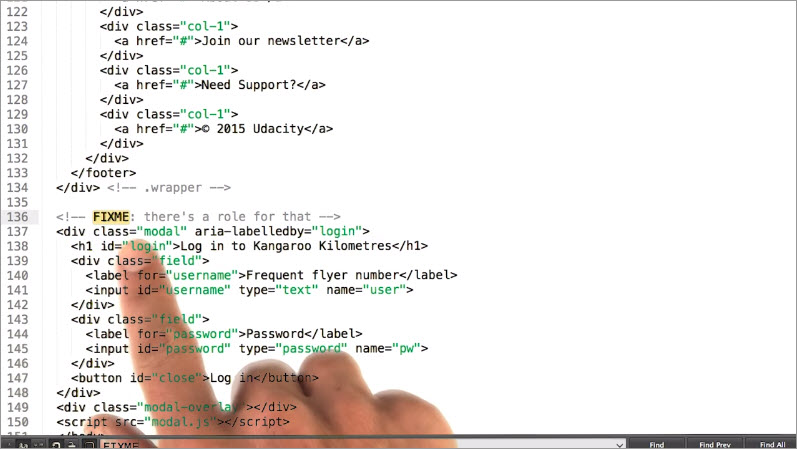 122 </div>
123 <div class="col-1">
124 <a href="#">Join our newsletter</a>
125 </div>
126 <div class="col-1">
127 <a href="#">Need Support?</a>
128 </div>
129 <div class="col-1">
130 <a href="#">© 2015 Udacity</a>
131 </div>
132 </div>
133 </footer>
134 </div> <!-- .wrapper -->
135
136 <!-- FIXME: there's a role for that -->
137 <div class="modal" aria-labelledby="login">
138 <h1 id="login">Log in to Kangaroo Kilometres</h1>
139 <div class="field">
140 <label for="username">Frequent flyer number</label>
141 <input id="username" type="text" name="user">
142 </div>
143 <div class="field">
144 <label for="password">Password</label>
145 <input id="password" type="password" name="pw">
146 </div>
147 <button id="close">Log in</button>
148 </div>
149 <div class="modal-overlay"></div>
150 <script src="modal.js"></script>
</body>
Aa FIXME Find Find Prev Find All